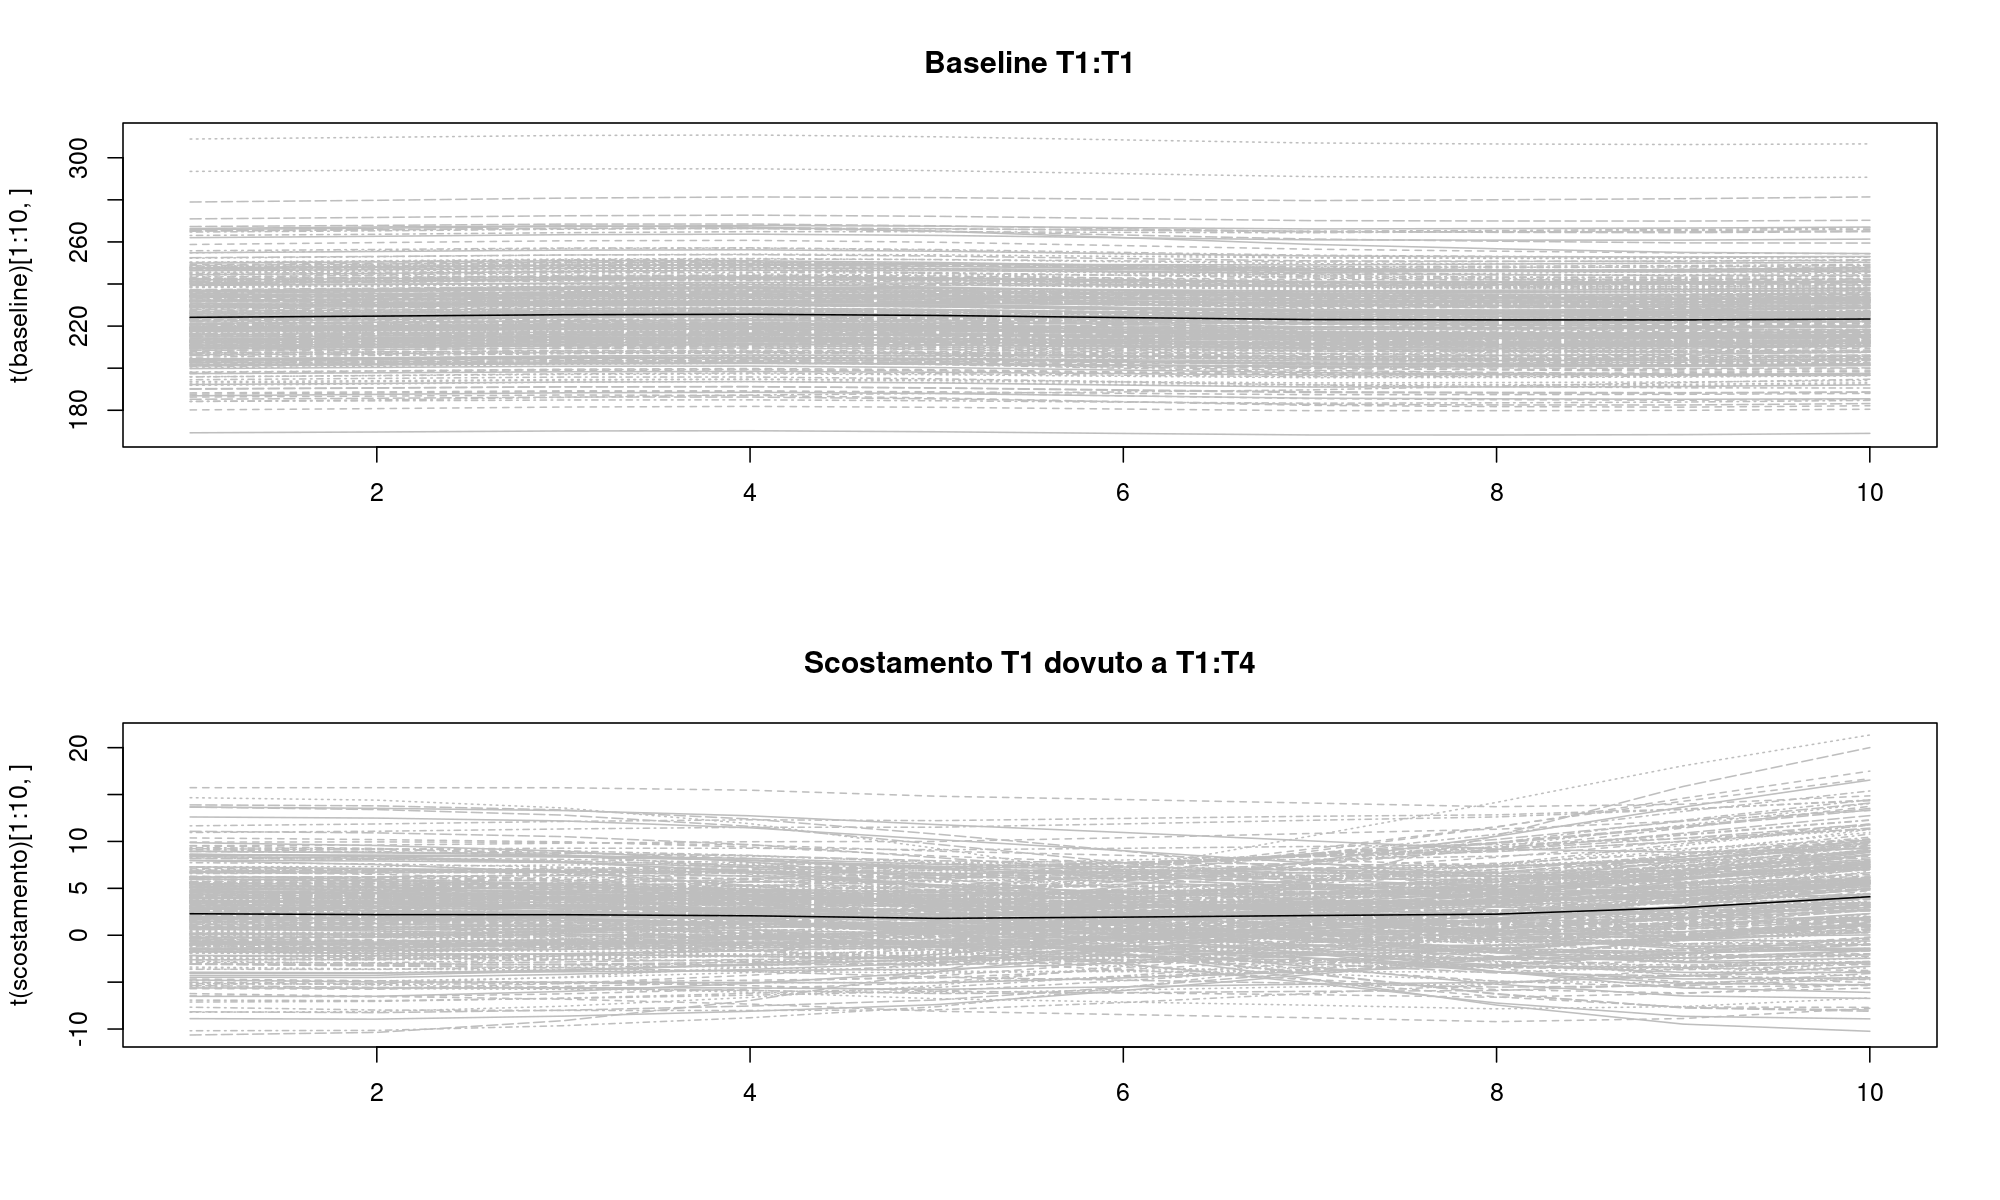 Baseline T1:T1
t(baseline)[1:10, ]
300
260
220
180
2 4 6 8 10
Scostamento T1 dovuto a T1:T4
t(scostamento)[1:10, ]
20
10
5
0
-10
2 4 6 8 10